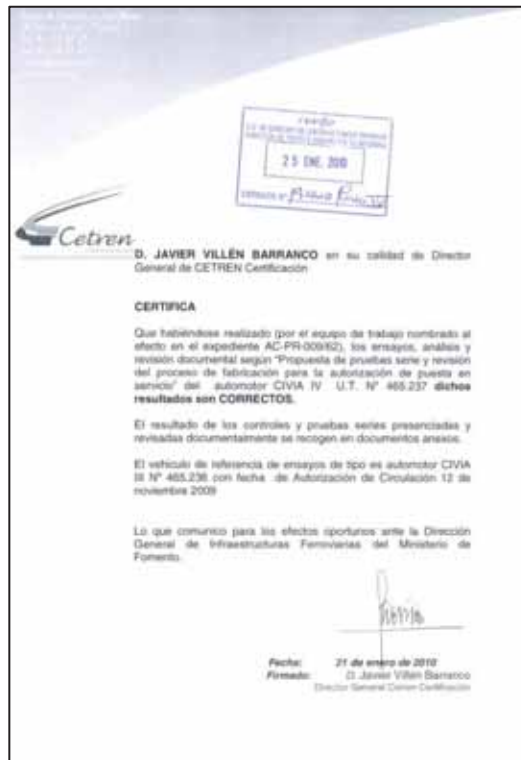 25 ENE. 2010
Cetren
D. JAVIER VILLÉN BARRANCO en su calidad de Director
General de CETREN Certificación
CERTIFICA
Que habiéndose realizado (por el equipo de trabajo nombrado al
efecto en el expediente AC-PR-009/62), los ensayos, análisis y
revisión documental según "Propuesta de pruebas serie y revisión
del proceso de fabricación para la autorización de puesta en
servicio" del automotor CIVIA IV U.T. Nº 465.237 dichos
resultados son CORRECTOS.
El resultado de los controles y pruebas series presenciadas y
revisadas documentalmente se recogen en documentos anexos.
El vehículo de referencia de ensayos de tipo es automotor CIVIA
III Nº 465.236 con fecha de Autorización de Circulación 12 de
noviembre 2009
Lo que comunico para los efectos oportunos ante la Dirección
General de Infraestructuras Ferroviarias del Ministerio de
Fomento.
Fecha: 21 de enero de 2010
Firmado: D. Javier Villén Barranco
Director General Cetren Certificación